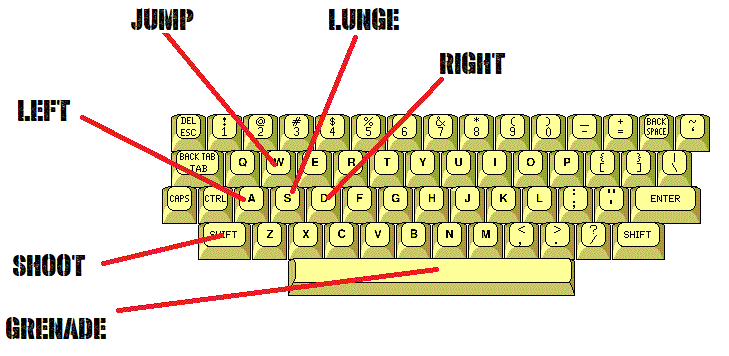 JUMP
LUNGE
RIGHT
LEFT
DEL ESC ! 1 @ 2 # 3 $ 4 % 5 6 & 7 * 8 ( 9 ) 0 — – + = BACK SPACE ~ `
BACK TAB TAB Q W E R T Y U I O P { [ } ] | \
CAPS CTRL A S D F G H J K L : ; " ' ENTER
SHIFT Z X C V B N M < , > . ? / SHIFT
SHOOT
GRENADE